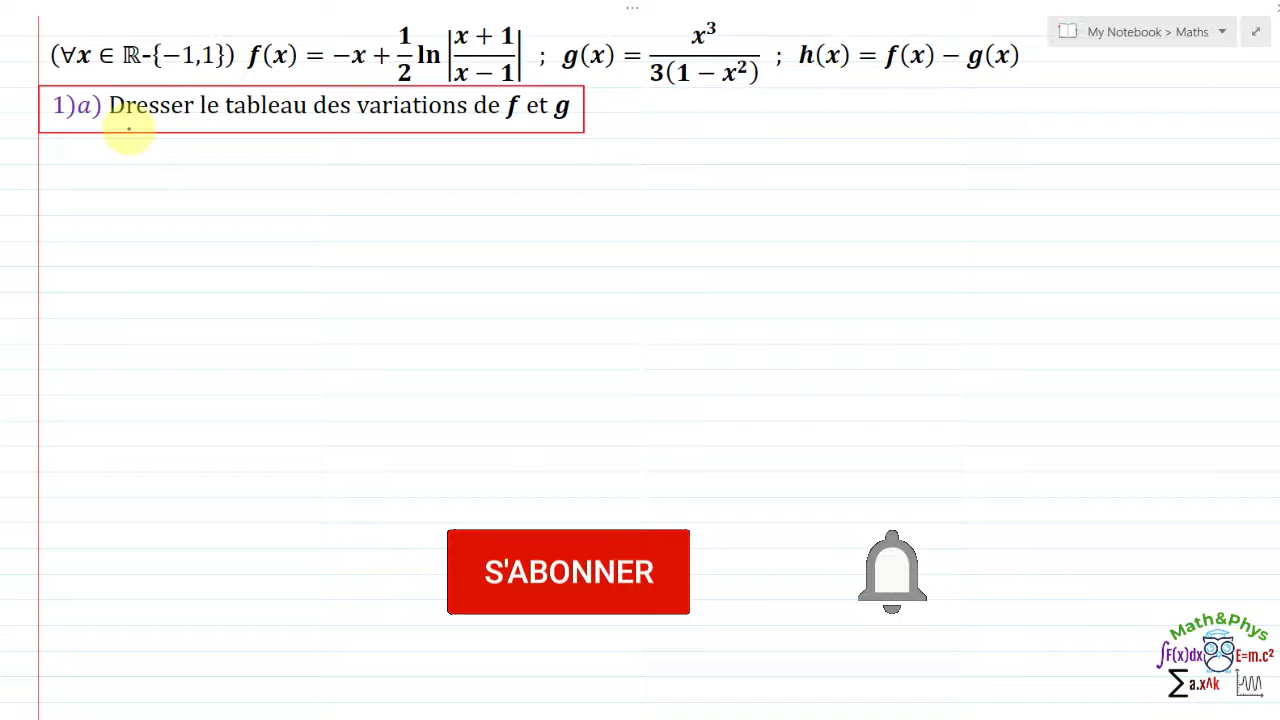 My Notebook > Maths
(∀x ∈ ℝ-{−1,1}) f(x) = −x + 1/2 ln |x + 1 / x − 1| ; g(x) = x³ / 3(1 − x²) ; h(x) = f(x) − g(x)
1)a) Dresser le tableau des variations de f et g
S'ABONNER
Math&Phys
∫F(x)dx E=m.c²
∑ a.x^k